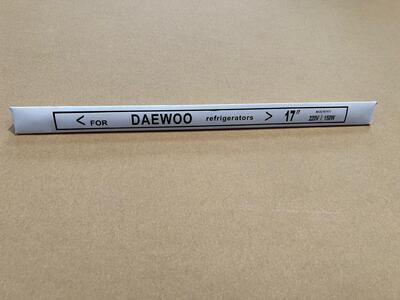 < FOR DAEWOO refrigerators > 17"
220V / 150W